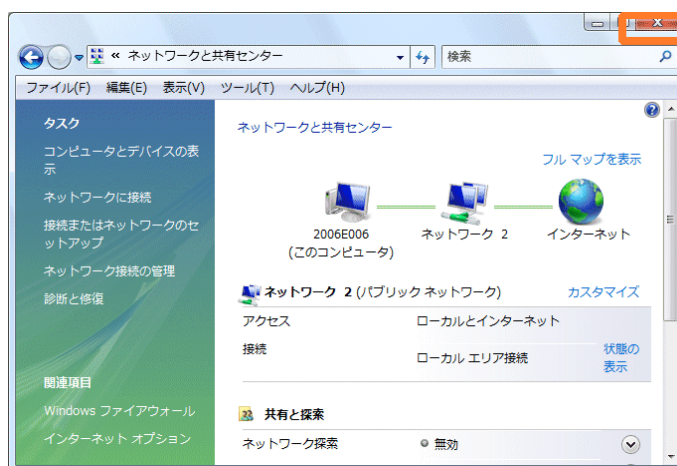 « ネットワークと共有センター
検索
ファイル(F) 編集(E) 表示(V) ツール(T) ヘルプ(H)
タスク
コンピュータとデバイスの表
示
ネットワークに接続
接続またはネットワークのセ
ットアップ
ネットワーク接続の管理
診断と修復
関連項目
Windows ファイアウォール
インターネット オプション
ネットワークと共有センター
フル マップを表示
2006E006
(このコンピュータ)
ネットワーク 2
インターネット
ネットワーク 2 (パブリック ネットワーク)
カスタマイズ
アクセス
ローカルとインターネット
接続
ローカル エリア接続
状態の
表示
共有と探索
ネットワーク探索
無効